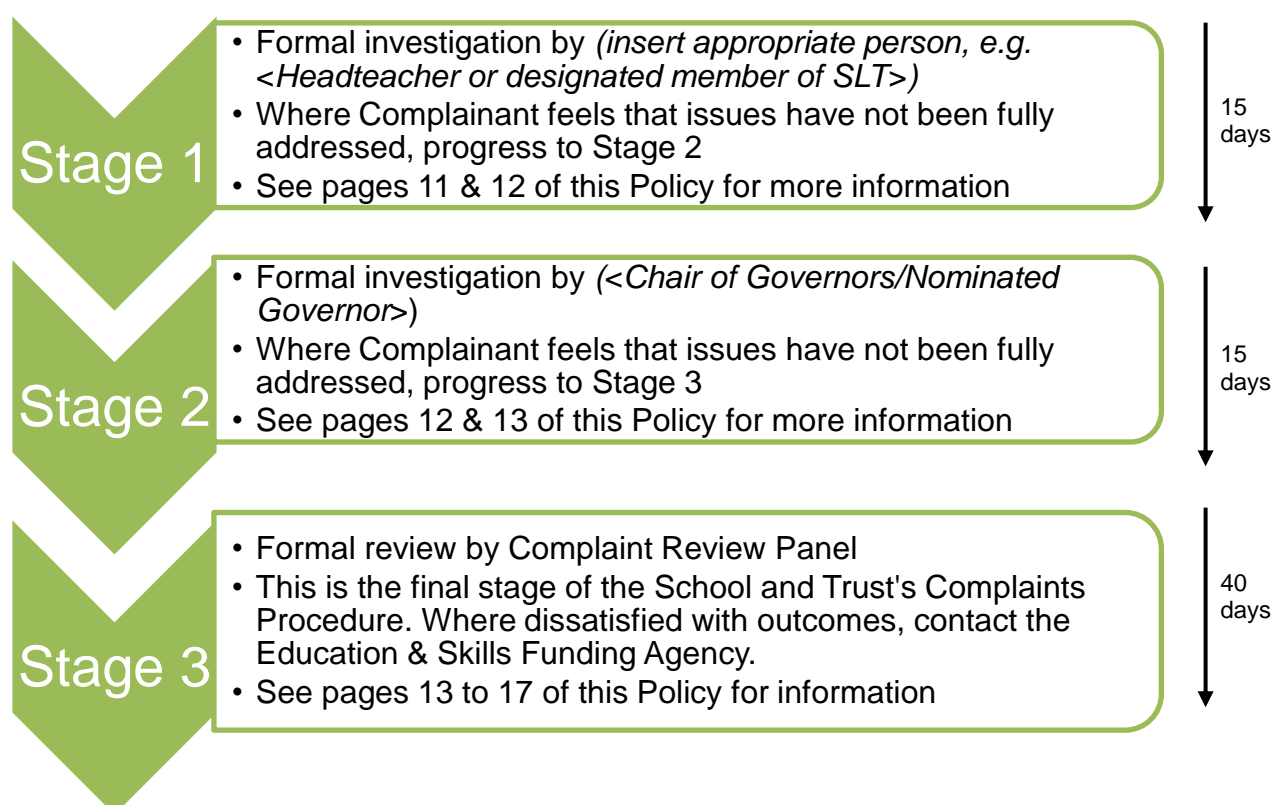 Stage 1
• Formal investigation by (insert appropriate person, e.g.
<Headteacher or designated member of SLT>)
• Where Complainant feels that issues have not been fully
addressed, progress to Stage 2
• See pages 11 & 12 of this Policy for more information
15
days
Stage 2
• Formal investigation by (<Chair of Governors/Nominated
Governor>)
• Where Complainant feels that issues have not been fully
addressed, progress to Stage 3
• See pages 12 & 13 of this Policy for more information
15
days
Stage 3
• Formal review by Complaint Review Panel
• This is the final stage of the School and Trust's Complaints
Procedure. Where dissatisfied with outcomes, contact the
Education & Skills Funding Agency.
• See pages 13 to 17 of this Policy for information
40
days